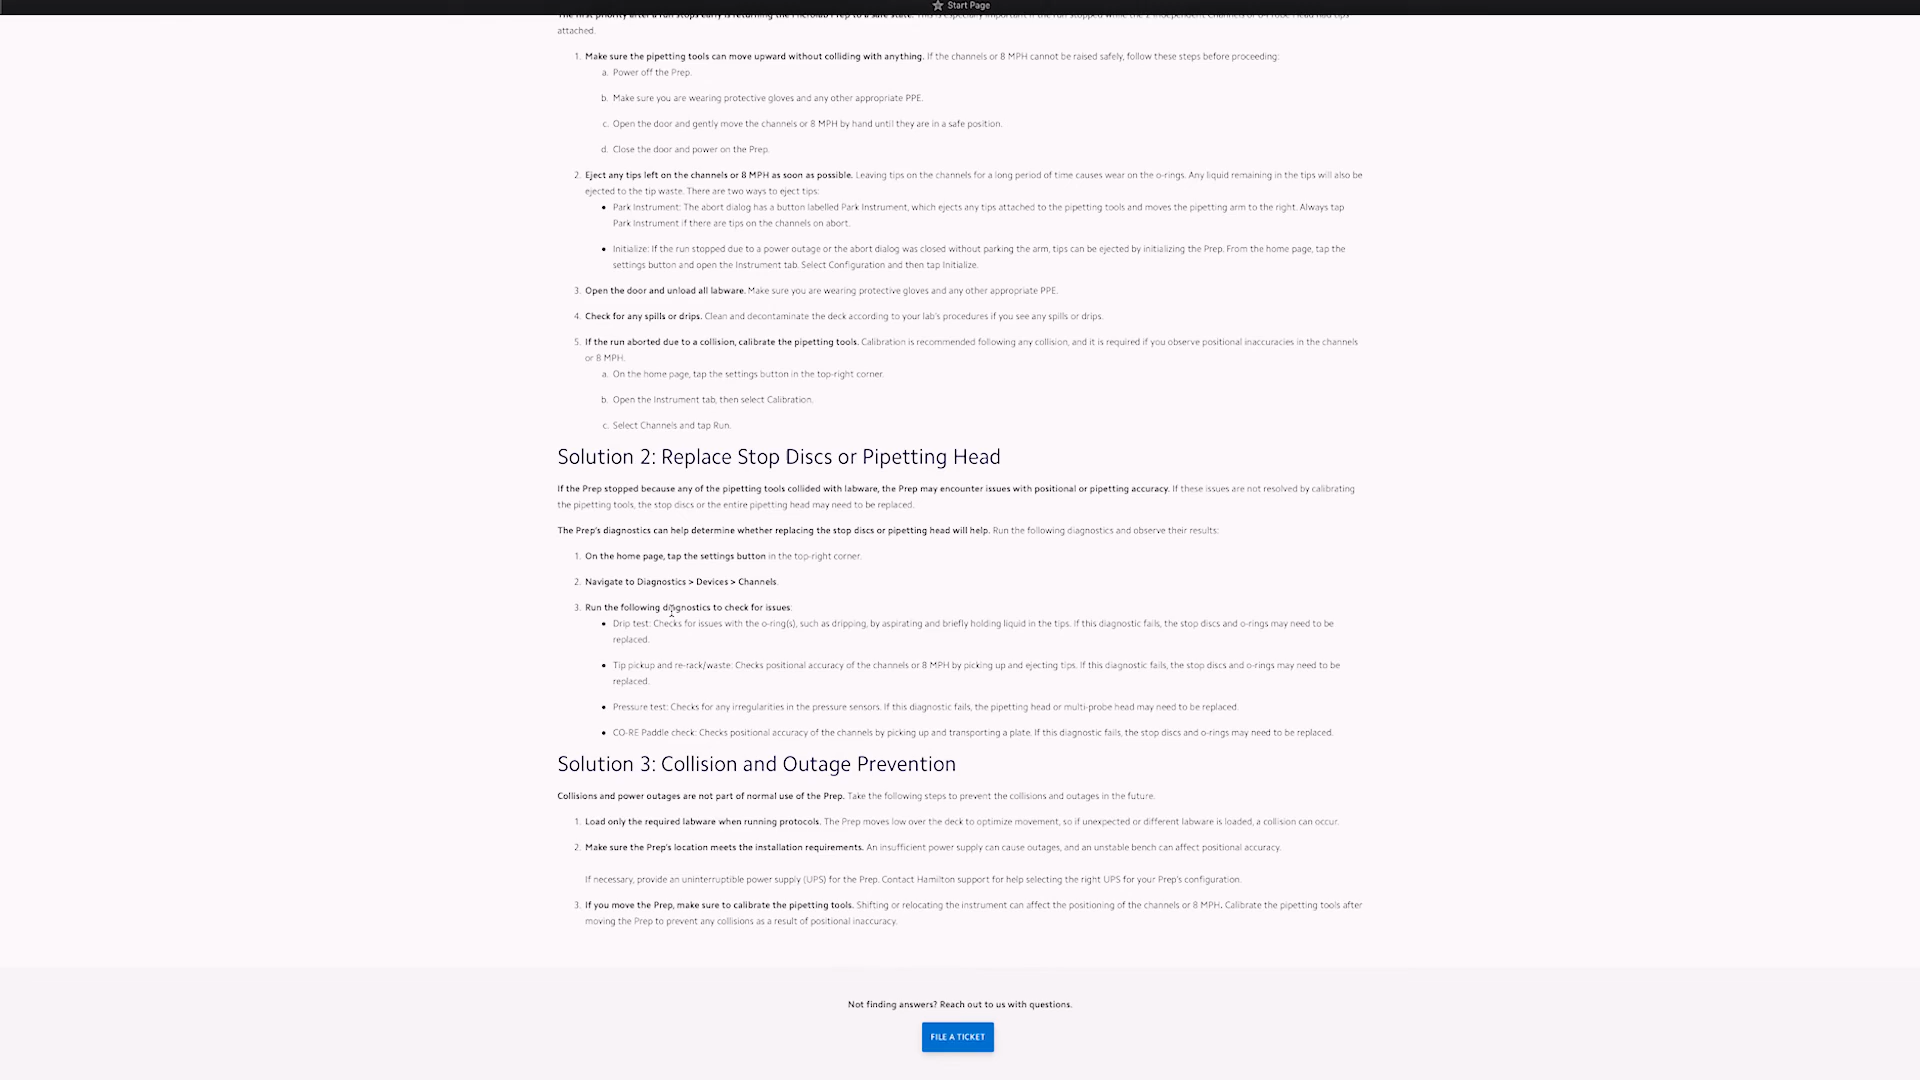 Start Page
The first priority after a run stops early is returning the Microlab Prep to a safe state. This is especially important if the run stopped while the 2 Independent Channels or 8 Probe Head had tips
attached.
1. Make sure the pipetting tools can move upward without colliding with anything. If the channels or 8 MPH cannot be raised safely, follow these steps before proceeding:
a. Power off the Prep.
b. Make sure you are wearing protective gloves and any other appropriate PPE.
c. Open the door and gently move the channels or 8 MPH by hand until they are in a safe position.
d. Close the door and power on the Prep.
2. Eject any tips left on the channels or 8 MPH as soon as possible. Leaving tips on the channels for a long period of time causes wear on the o-rings. Any liquid remaining in the tips will also be
ejected to the tip waste. There are two ways to eject tips:
• Park Instrument: The abort dialog has a button labelled Park Instrument, which ejects any tips attached to the pipetting tools and moves the pipetting arm to the right. Always tap
Park Instrument if there are tips on the channels on abort.
• Initialize: If the run stopped due to a power outage or the abort dialog was closed without parking the arm, tips can be ejected by initializing the Prep. From the home page, tap the
settings button and open the Instrument tab. Select Configuration and then tap Initialize.
3. Open the door and unload all labware. Make sure you are wearing protective gloves and any other appropriate PPE.
4. Check for any spills or drips. Clean and decontaminate the deck according to your lab's procedures if you see any spills or drips.
5. If the run aborted due to a collision, calibrate the pipetting tools. Calibration is recommended following any collision, and it is required if you observe positional inaccuracies in the channels
or 8 MPH.
a. On the home page, tap the settings button in the top-right corner.
b. Open the Instrument tab, then select Calibration.
c. Select Channels and tap Run.
Solution 2: Replace Stop Discs or Pipetting Head
If the Prep stopped because any of the pipetting tools collided with labware, the Prep may encounter issues with positional or pipetting accuracy. If these issues are not resolved by calibrating
the pipetting tools, the stop discs or the entire pipetting head may need to be replaced.
The Prep's diagnostics can help determine whether replacing the stop discs or pipetting head will help. Run the following diagnostics and observe their results:
1. On the home page, tap the settings button in the top-right corner.
2. Navigate to Diagnostics > Devices > Channels.
3. Run the following diagnostics to check for issues:
• Drip test: Checks for issues with the o-ring(s), such as dripping, by aspirating and briefly holding liquid in the tips. If this diagnostic fails, the stop discs and o-rings may need to be
replaced.
• Tip pickup and re-rack/waste: Checks positional accuracy of the channels or 8 MPH by picking up and ejecting tips. If this diagnostic fails, the stop discs and o-rings may need to be
replaced.
• Pressure test: Checks for any irregularities in the pressure sensors. If this diagnostic fails, the pipetting head or multi-probe head may need to be replaced.
• CO-RE Paddle check: Checks positional accuracy of the channels by picking up and transporting a plate. If this diagnostic fails, the stop discs and o-rings may need to be replaced.
Solution 3: Collision and Outage Prevention
Collisions and power outages are not part of normal use of the Prep. Take the following steps to prevent the collisions and outages in the future.
1. Load only the required labware when running protocols. The Prep moves low over the deck to optimize movement, so if unexpected or different labware is loaded, a collision can occur.
2. Make sure the Prep's location meets the installation requirements. An insufficient power supply can cause outages, and an unstable bench can affect positional accuracy.
If necessary, provide an uninterruptible power supply (UPS) for the Prep. Contact Hamilton support for help selecting the right UPS for your Prep's configuration.
3. If you move the Prep, make sure to calibrate the pipetting tools. Shifting or relocating the instrument can affect the positioning of the channels or 8 MPH. Calibrate the pipetting tools after
moving the Prep to prevent any collisions as a result of positional inaccuracy.
Not finding answers? Reach out to us with questions.
FILE A TICKET